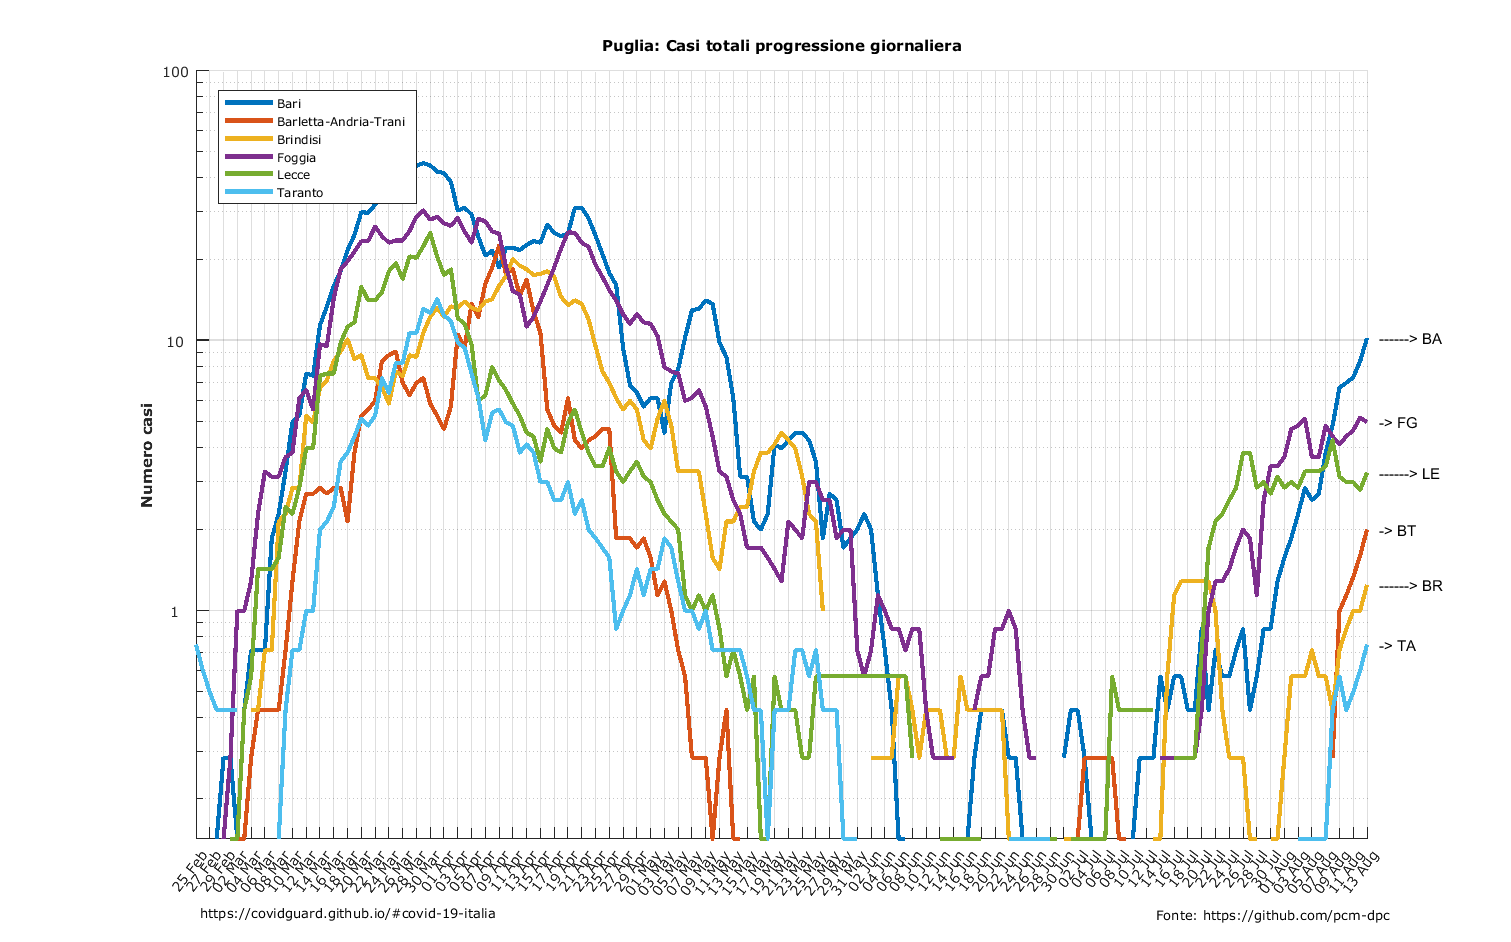 Puglia: Casi totali progressione giornaliera
100
10
1
Numero casi
Bari
Barletta-Andria-Trani
Brindisi
Foggia
Lecce
Taranto
------> BA
-> FG
------> LE
-> BT
------> BR
-> TA
25 Feb
27 Feb
29 Feb
02 Mar
04 Mar
06 Mar
08 Mar
10 Mar
12 Mar
14 Mar
16 Mar
18 Mar
20 Mar
22 Mar
24 Mar
26 Mar
28 Mar
30 Mar
01 Apr
03 Apr
05 Apr
07 Apr
09 Apr
11 Apr
13 Apr
15 Apr
17 Apr
19 Apr
21 Apr
23 Apr
25 Apr
27 Apr
29 Apr
01 May
03 May
05 May
07 May
09 May
11 May
13 May
15 May
17 May
19 May
21 May
23 May
25 May
27 May
29 May
31 May
02 Jun
04 Jun
06 Jun
08 Jun
10 Jun
12 Jun
14 Jun
16 Jun
18 Jun
20 Jun
22 Jun
24 Jun
26 Jun
28 Jun
30 Jun
02 Jul
04 Jul
06 Jul
08 Jul
10 Jul
12 Jul
14 Jul
16 Jul
18 Jul
20 Jul
22 Jul
24 Jul
26 Jul
28 Jul
30 Jul
01 Aug
03 Aug
05 Aug
07 Aug
09 Aug
11 Aug
13 Aug
https://covidguard.github.io/#covid-19-italia
Fonte: https://github.com/pcm-dpc